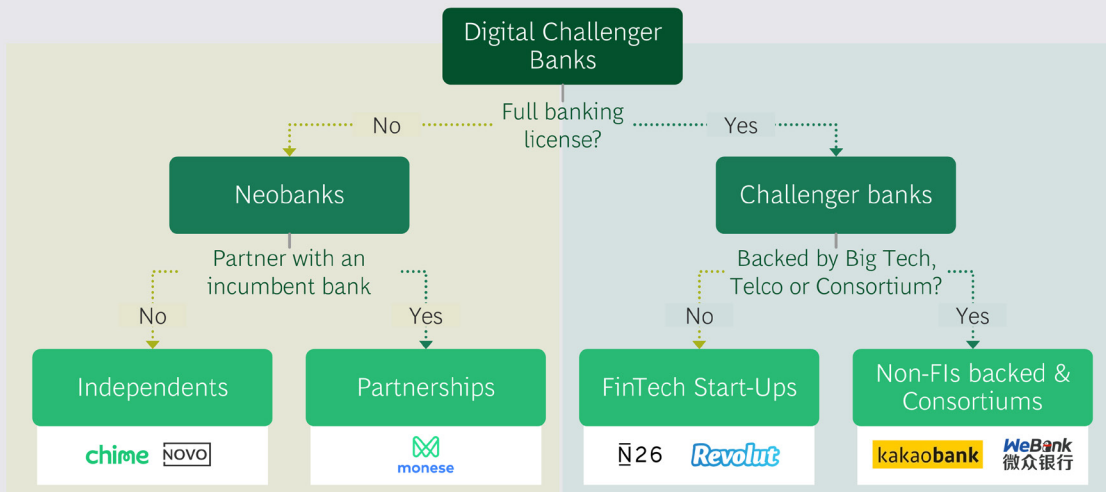 Digital Challenger
Banks
Full banking
license?
No
Yes
Neobanks
Challenger banks
Partner with an
incumbent bank
Backed by Big Tech,
Telco or Consortium?
No
Yes
No
Yes
Independents
Partnerships
FinTech Start-Ups
Non-FIs backed &
Consortiums
chime
NOVO
monese
N26
Revolut
kakaobank
WeBank
微众银行